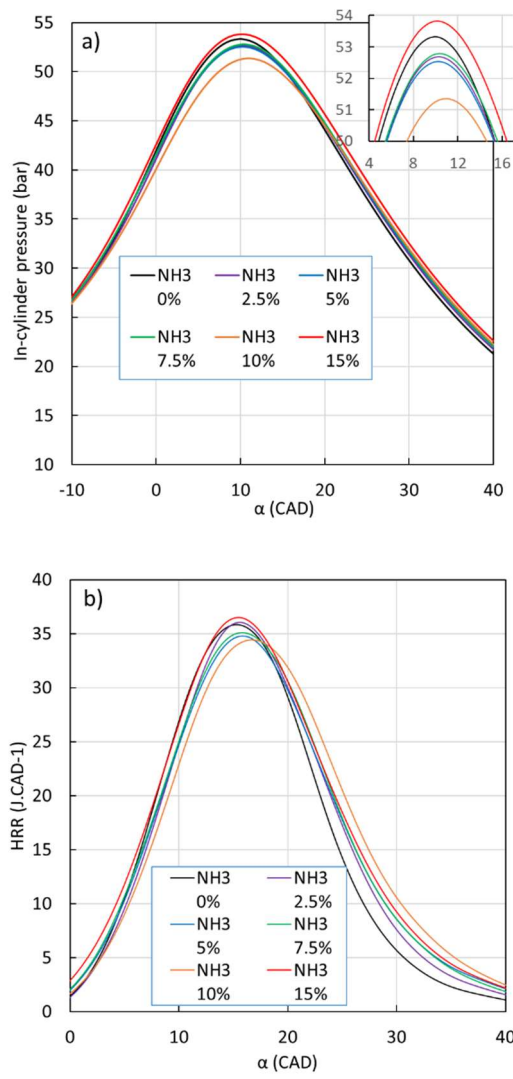 a)
55
50
45
40
35
30
25
20
15
10
In-cylinder pressure (bar)
-10 0 10 20 30 40
α (CAD)
54
53
52
51
50
4 8 12 16
NH3 NH3 NH3
0% 2.5% 5%
NH3 NH3 NH3
7.5% 10% 15%
b)
40
35
30
25
20
15
10
5
0
HRR (J.CAD-1)
NH3 NH3
0% 2.5%
NH3 NH3
5% 7.5%
NH3 NH3
10% 15%
0 10 20 30 40
α (CAD)